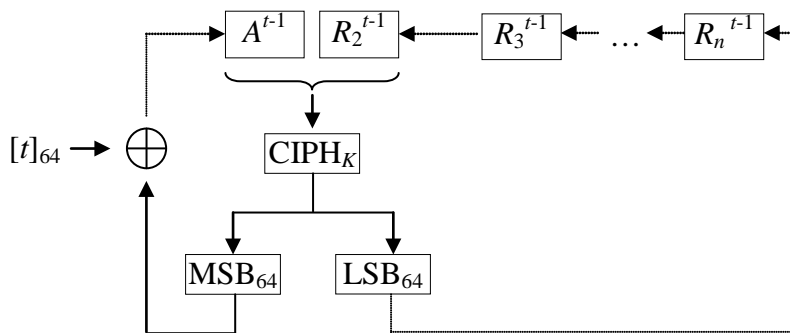 A^{t-1} R_2^{t-1} R_3^{t-1} … R_n^{t-1}
[t]_{64} CIPH_K
MSB_{64} LSB_{64}